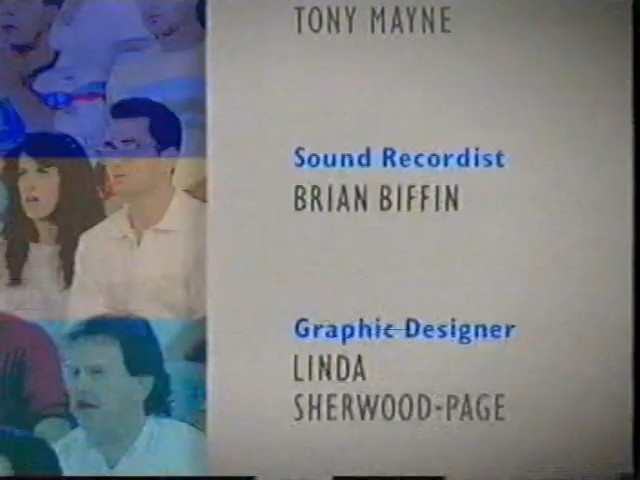 TONY MAYNE
Sound Recordist
BRIAN BIFFIN
Graphic Designer
LINDA
SHERWOOD-PAGE